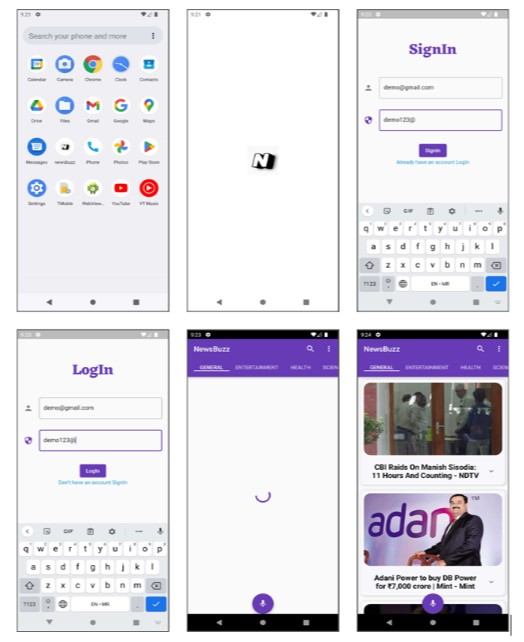 9:21
Search your phone and more
Calendar Camera Chrome Clock Contacts
Drive Files Gmail Google Maps
Messages newsbuzz Phone Photos Play Store
Settings TMobile WebView... YouTube YT Music
9:21
N
SignIn
demo@gmail.com
demo123@
SignIn
Already have an account Login
GIF
q w e r t y u i o p
a s d f g h j k l
z x c v b n m
?123 , EN • MR .
LogIn
demo@gmail.com
demo123@
LogIn
Don't have an account SignIn
GIF
q w e r t y u i o p
a s d f g h j k l
z x c v b n m
?123 , EN • MR .
9:23
NewsBuzz
GENERAL ENTERTAINMENT HEALTH SCIEN
9:24
NewsBuzz
GENERAL ENTERTAINMENT HEALTH SCIEN
CBI Raids On Manish Sisodia:
11 Hours And Counting - NDTV
adan
TM
Adani Power to buy DB Power
for ₹7,000 crore | Mint - Mint